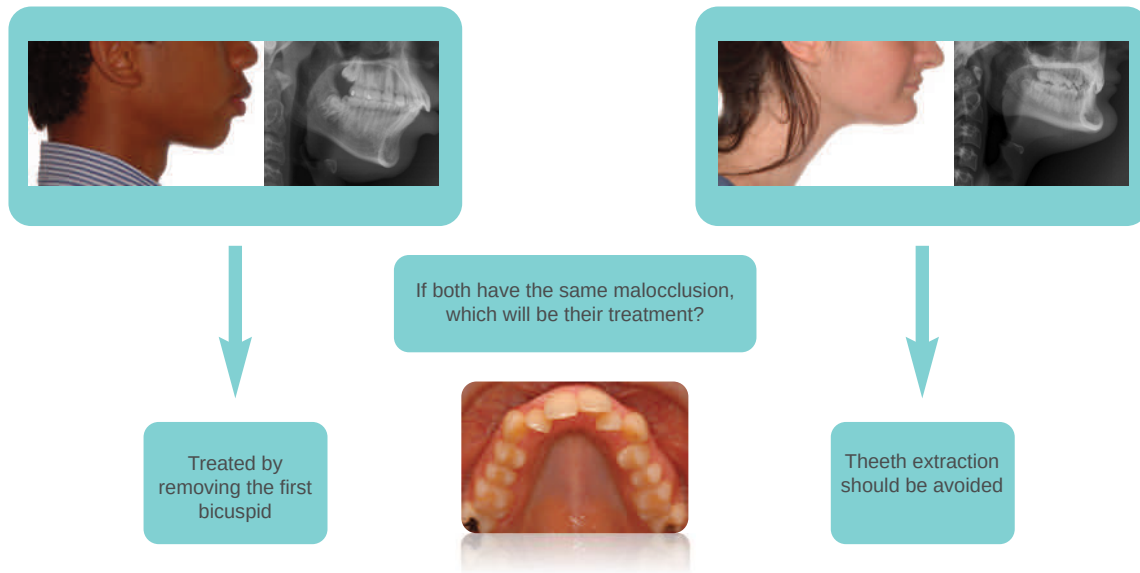 If both have the same malocclusion,
which will be their treatment?
Treated by
removing the first
bicuspid
Theeth extraction
should be avoided